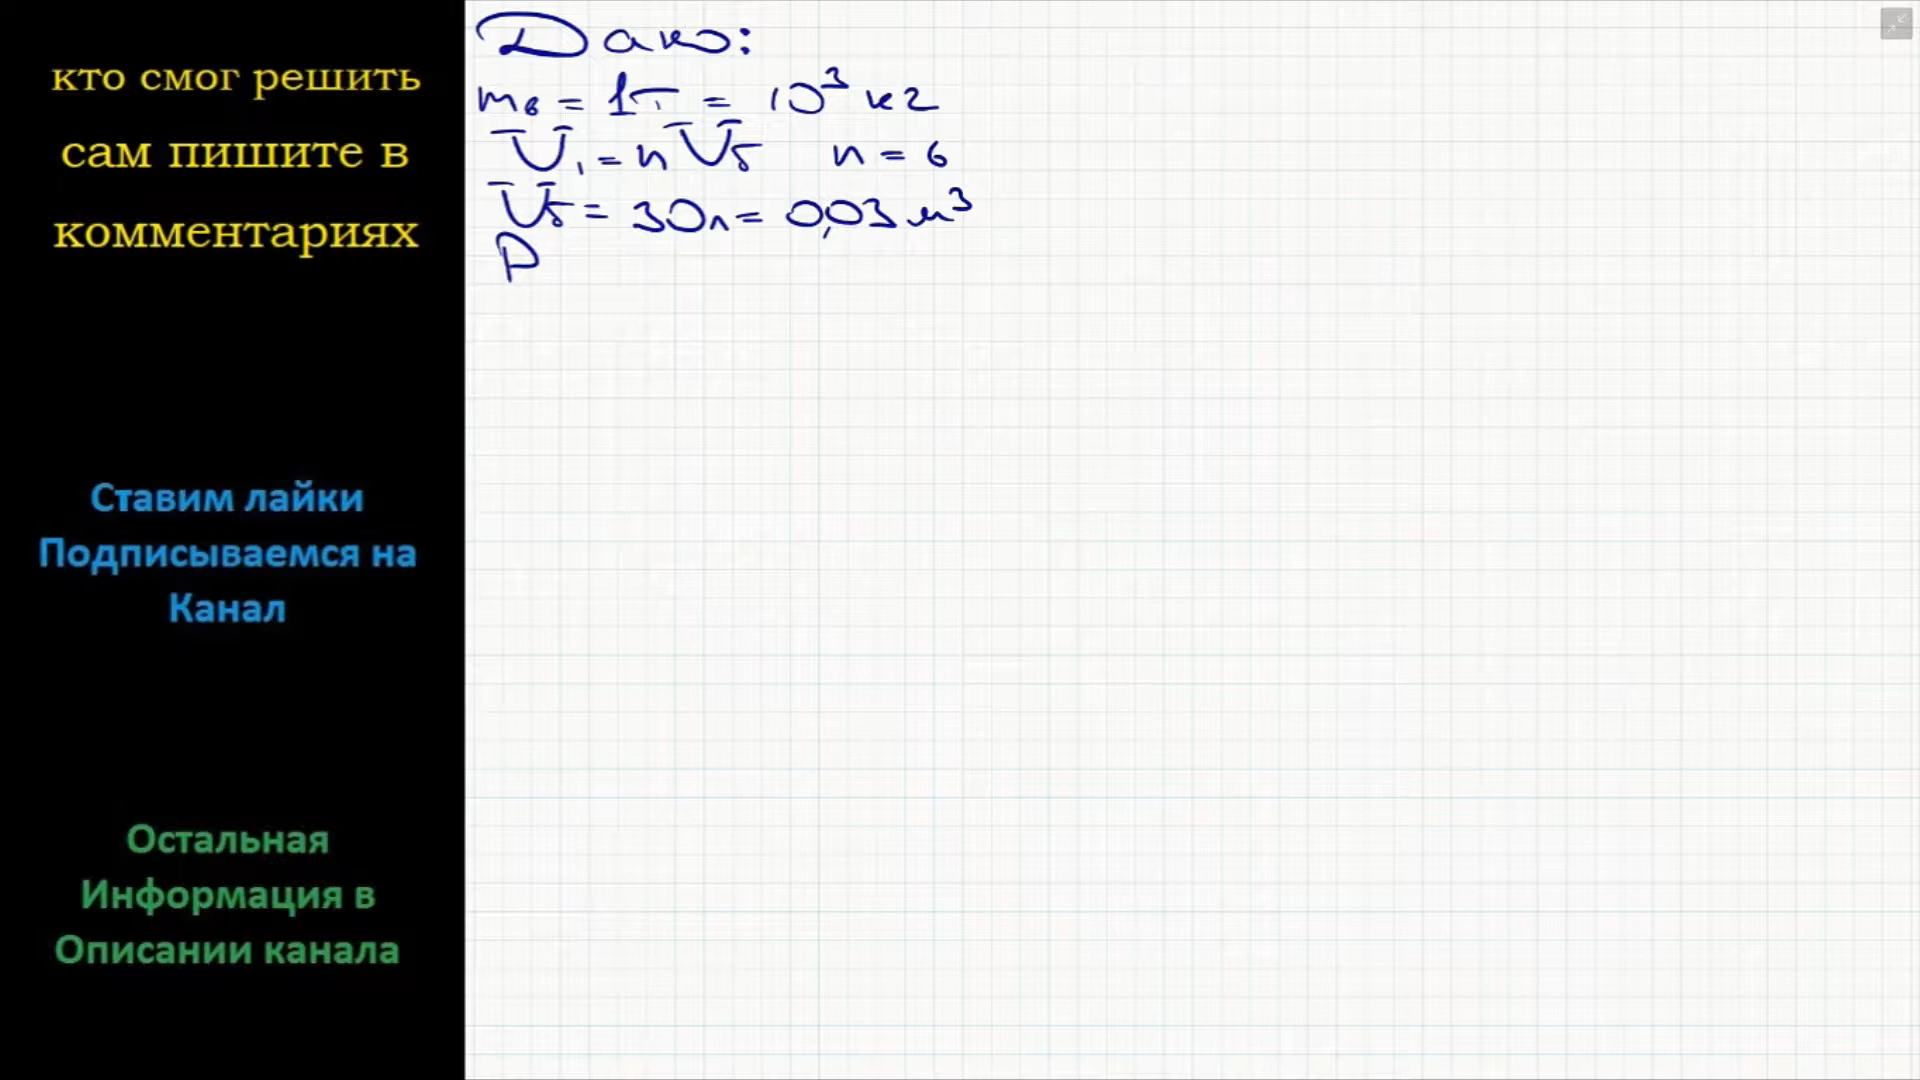 кто смог решить
сам пишите в
комментариях
Ставим лайки
Подписываемся на
Канал
Остальная
Информация в
Описании канала
Дано:
mв = 1т = 10³ кг
V₁ = n Vб n = 6
Vб = 30л = 0,03 м³
р